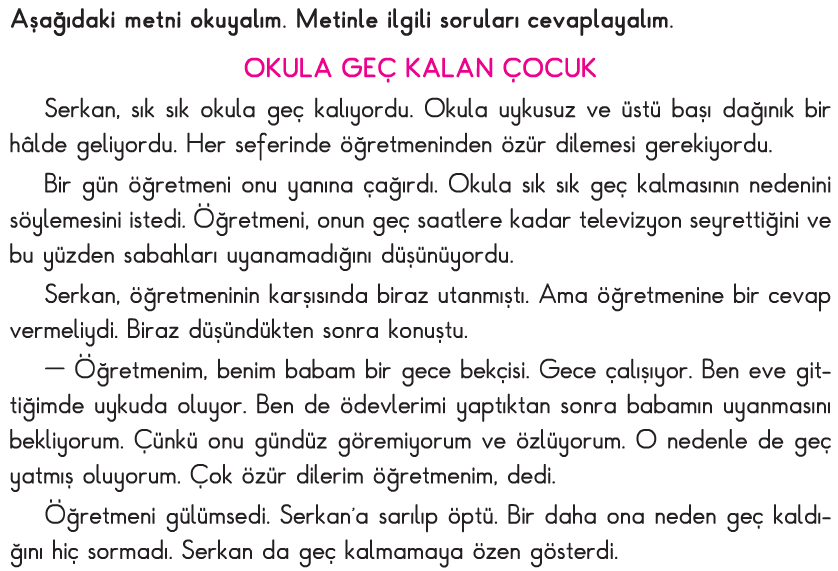 Aşağıdaki metni okuyalım. Metinle ilgili soruları cevaplayalım.
OKULA GEÇ KALAN ÇOCUK
Serkan, sık sık okula geç kalıyordu. Okula uykusuz ve üstü başı dağınık bir
hâlde geliyordu. Her seferinde öğretmeninden özür dilemesi gerekiyordu.
Bir gün öğretmeni onu yanına çağırdı. Okula sık sık geç kalmasının nedenini
söylemesini istedi. Öğretmeni, onun geç saatlere kadar televizyon seyrettiğini ve
bu yüzden sabahları uyanamadığını düşünüyordu.
Serkan, öğretmeninin karşısında biraz utanmıştı. Ama öğretmenine bir cevap
vermeliydi. Biraz düşündükten sonra konuştu.
— Öğretmenim, benim babam bir gece bekçisi. Gece çalışıyor. Ben eve git-
tiğimde uykuda oluyor. Ben de ödevlerimi yaptıktan sonra babamın uyanmasını
bekliyorum. Çünkü onu gündüz göremiyorum ve özlüyorum. O nedenle de geç
yatmış oluyorum. Çok özür dilerim öğretmenim, dedi.
Öğretmeni gülümsedi. Serkan'a sarılıp öptü. Bir daha ona neden geç kaldı-
ğını hiç sormadı. Serkan da geç kalmamaya özen gösterdi.